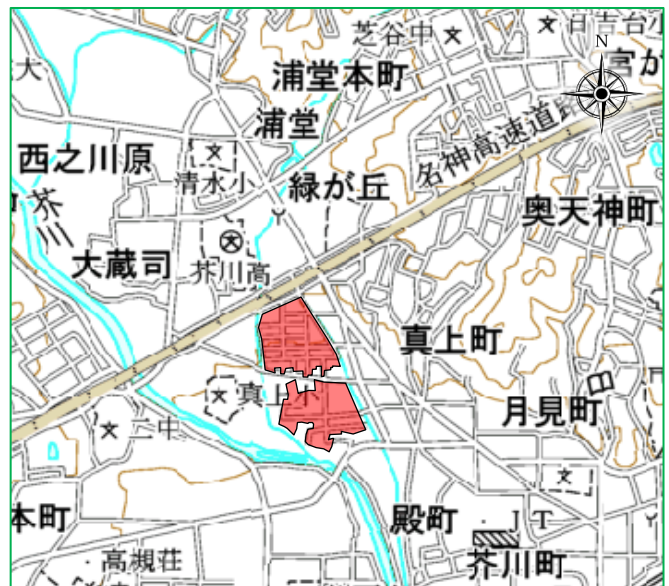 芝谷中
日吉台
N
宮が
浦堂本町
大
浦堂
名神高速道路
西之川原
清水小
緑が丘
芥川
奥天神町
大蔵司
芥川高
真上町
真上小
月見町
二中
本町
殿町
JT
高槻荘
芥川町